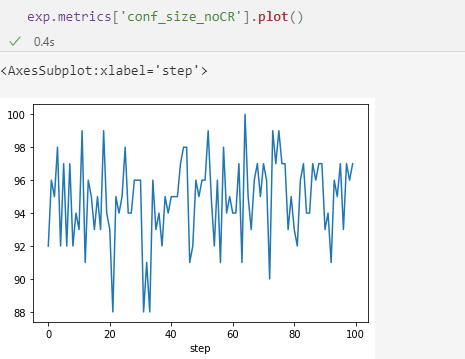 exp.metrics['conf_size_noCR'].plot()
0.4s
<AxesSubplot:xlabel='step'>
100
98
96
94
92
90
88
0 20 40 60 80 100
step